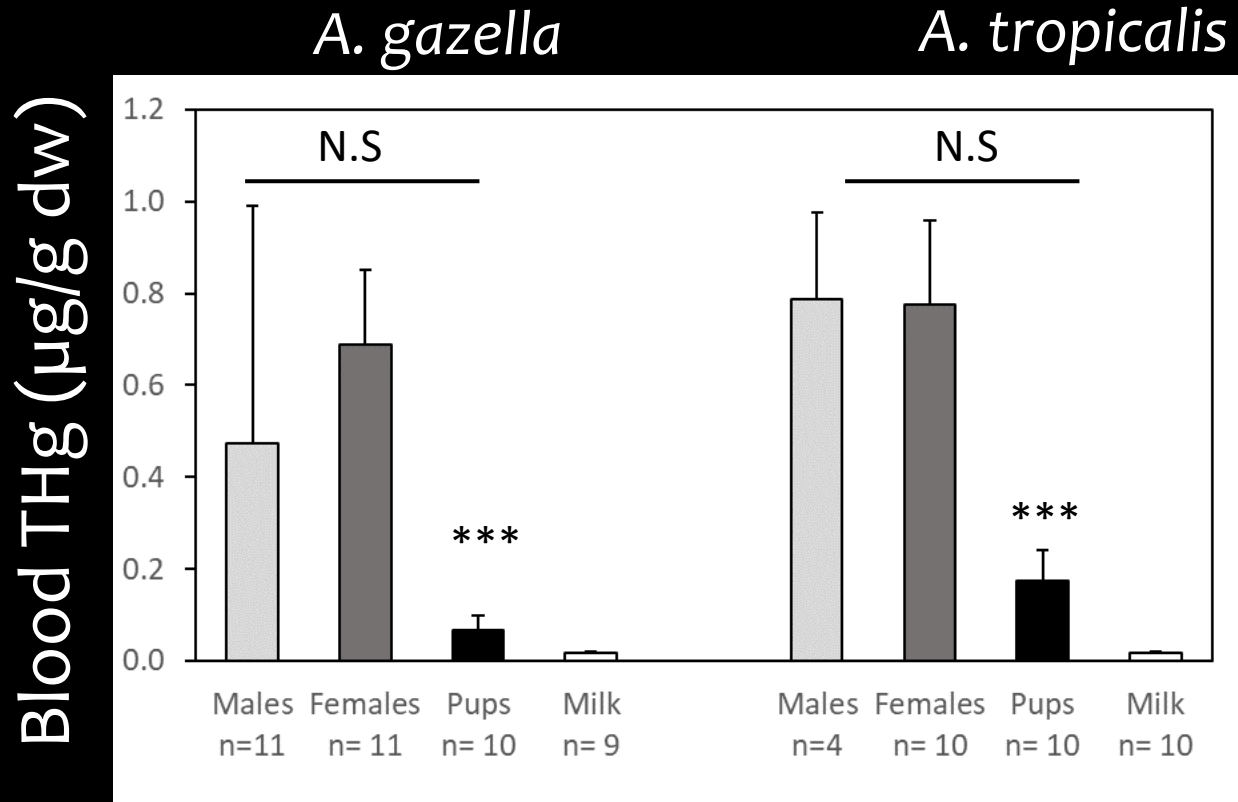 A. gazella
A. tropicalis
Blood THg (µg/g dw)
1.2
1.0
0.8
0.6
0.4
0.2
0.0
N.S
N.S
***
***
Males Females Pups Milk
n=11 n= 11 n= 10 n= 9
Males Females Pups Milk
n=4 n= 10 n= 10 n= 10